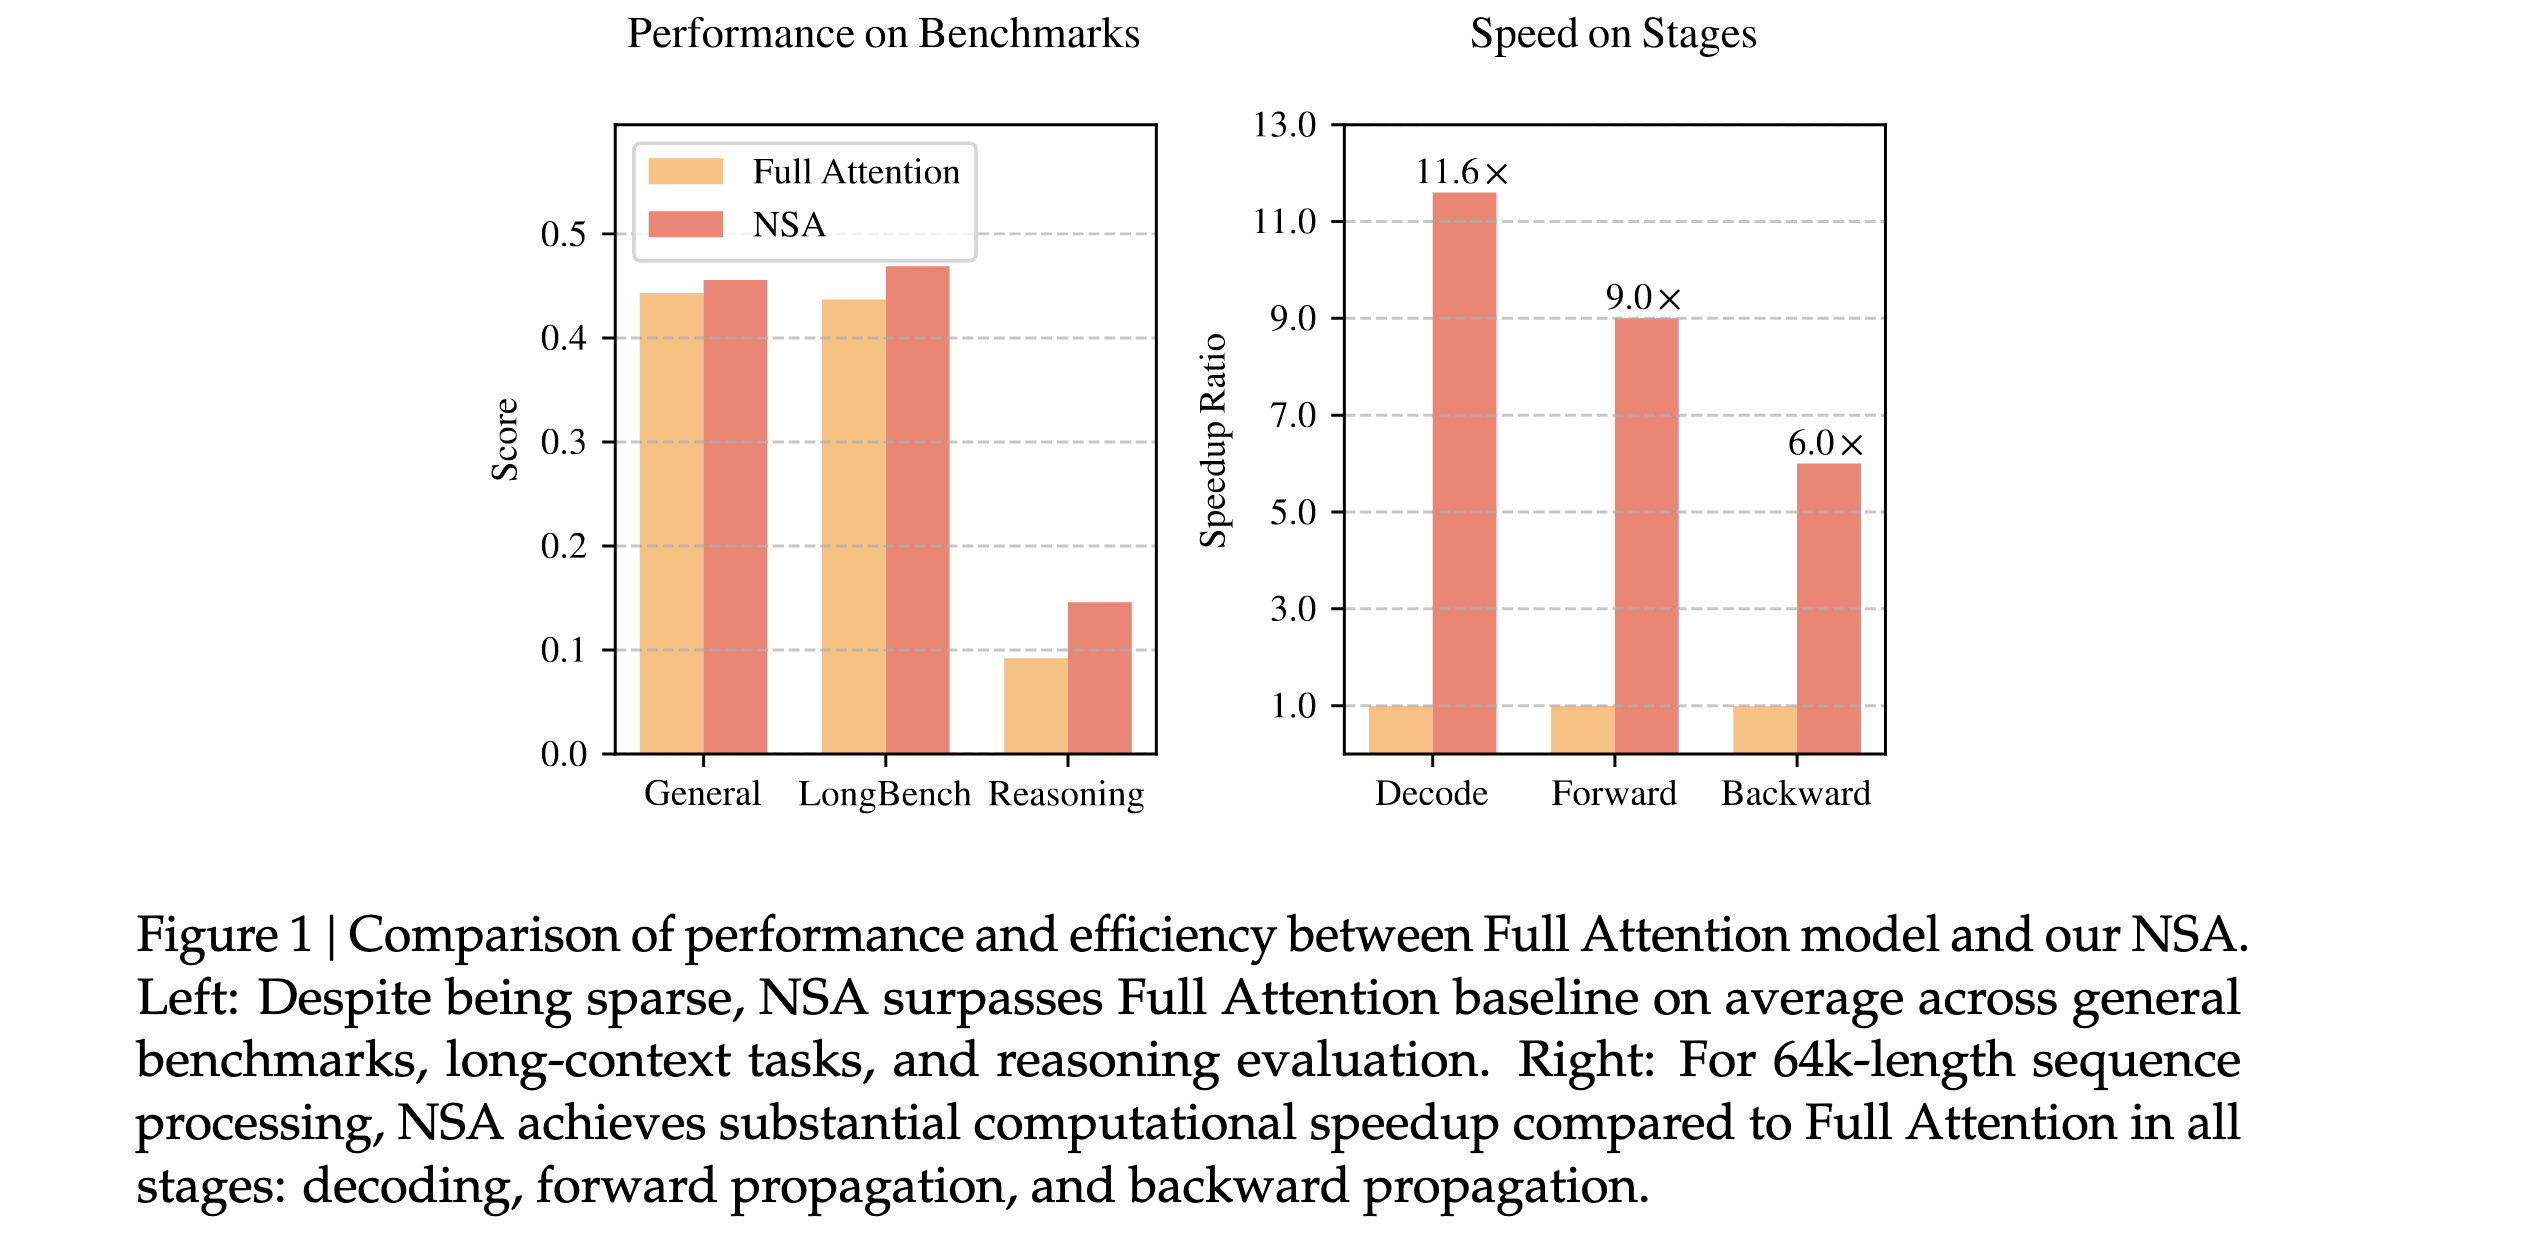 Performance on Benchmarks
Full Attention
NSA
Score
0.5
0.4
0.3
0.2
0.1
0.0
General LongBench Reasoning
Speed on Stages
Speedup Ratio
13.0
11.0
9.0
7.0
5.0
3.0
1.0
11.6×
9.0×
6.0×
Decode Forward Backward
Figure 1 | Comparison of performance and efficiency between Full Attention model and our NSA.
Left: Despite being sparse, NSA surpasses Full Attention baseline on average across general
benchmarks, long-context tasks, and reasoning evaluation. Right: For 64k-length sequence
processing, NSA achieves substantial computational speedup compared to Full Attention in all
stages: decoding, forward propagation, and backward propagation.